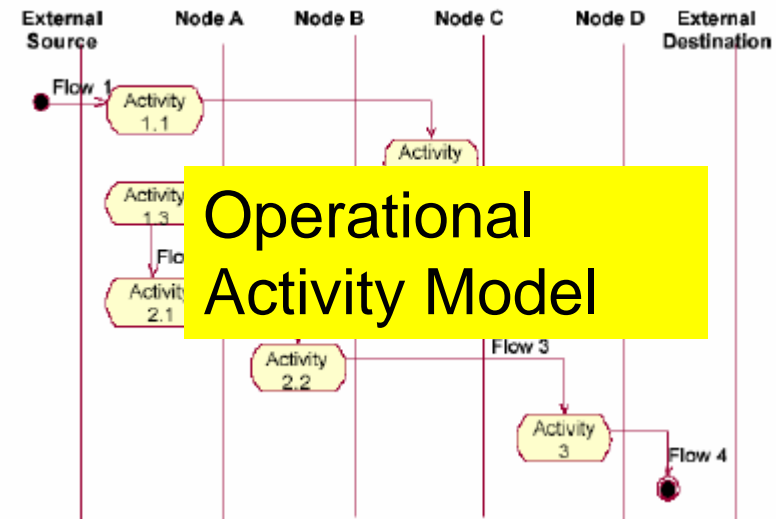 External Source
Node A
Node B
Node C
Node D
External Destination
Flow 1
Activity
1.1
Activity
Activity
1.3
Operational
Activity Model
Activity
2.1
Flow 3
Activity
2.2
Activity
3
Flow 4